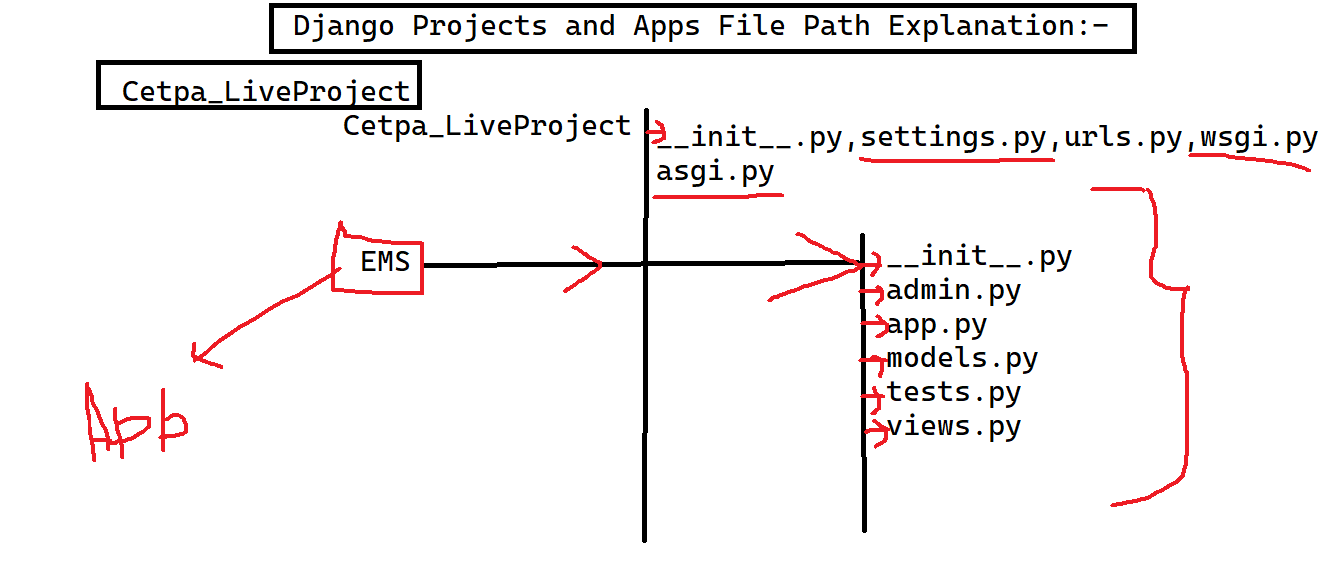 Django Projects and Apps File Path Explanation:-
Cetpa_LiveProject
Cetpa_LiveProject
__init__.py,settings.py,urls.py,wsgi.py
asgi.py
EMS
__init__.py
admin.py
app.py
models.py
tests.py
views.py
App